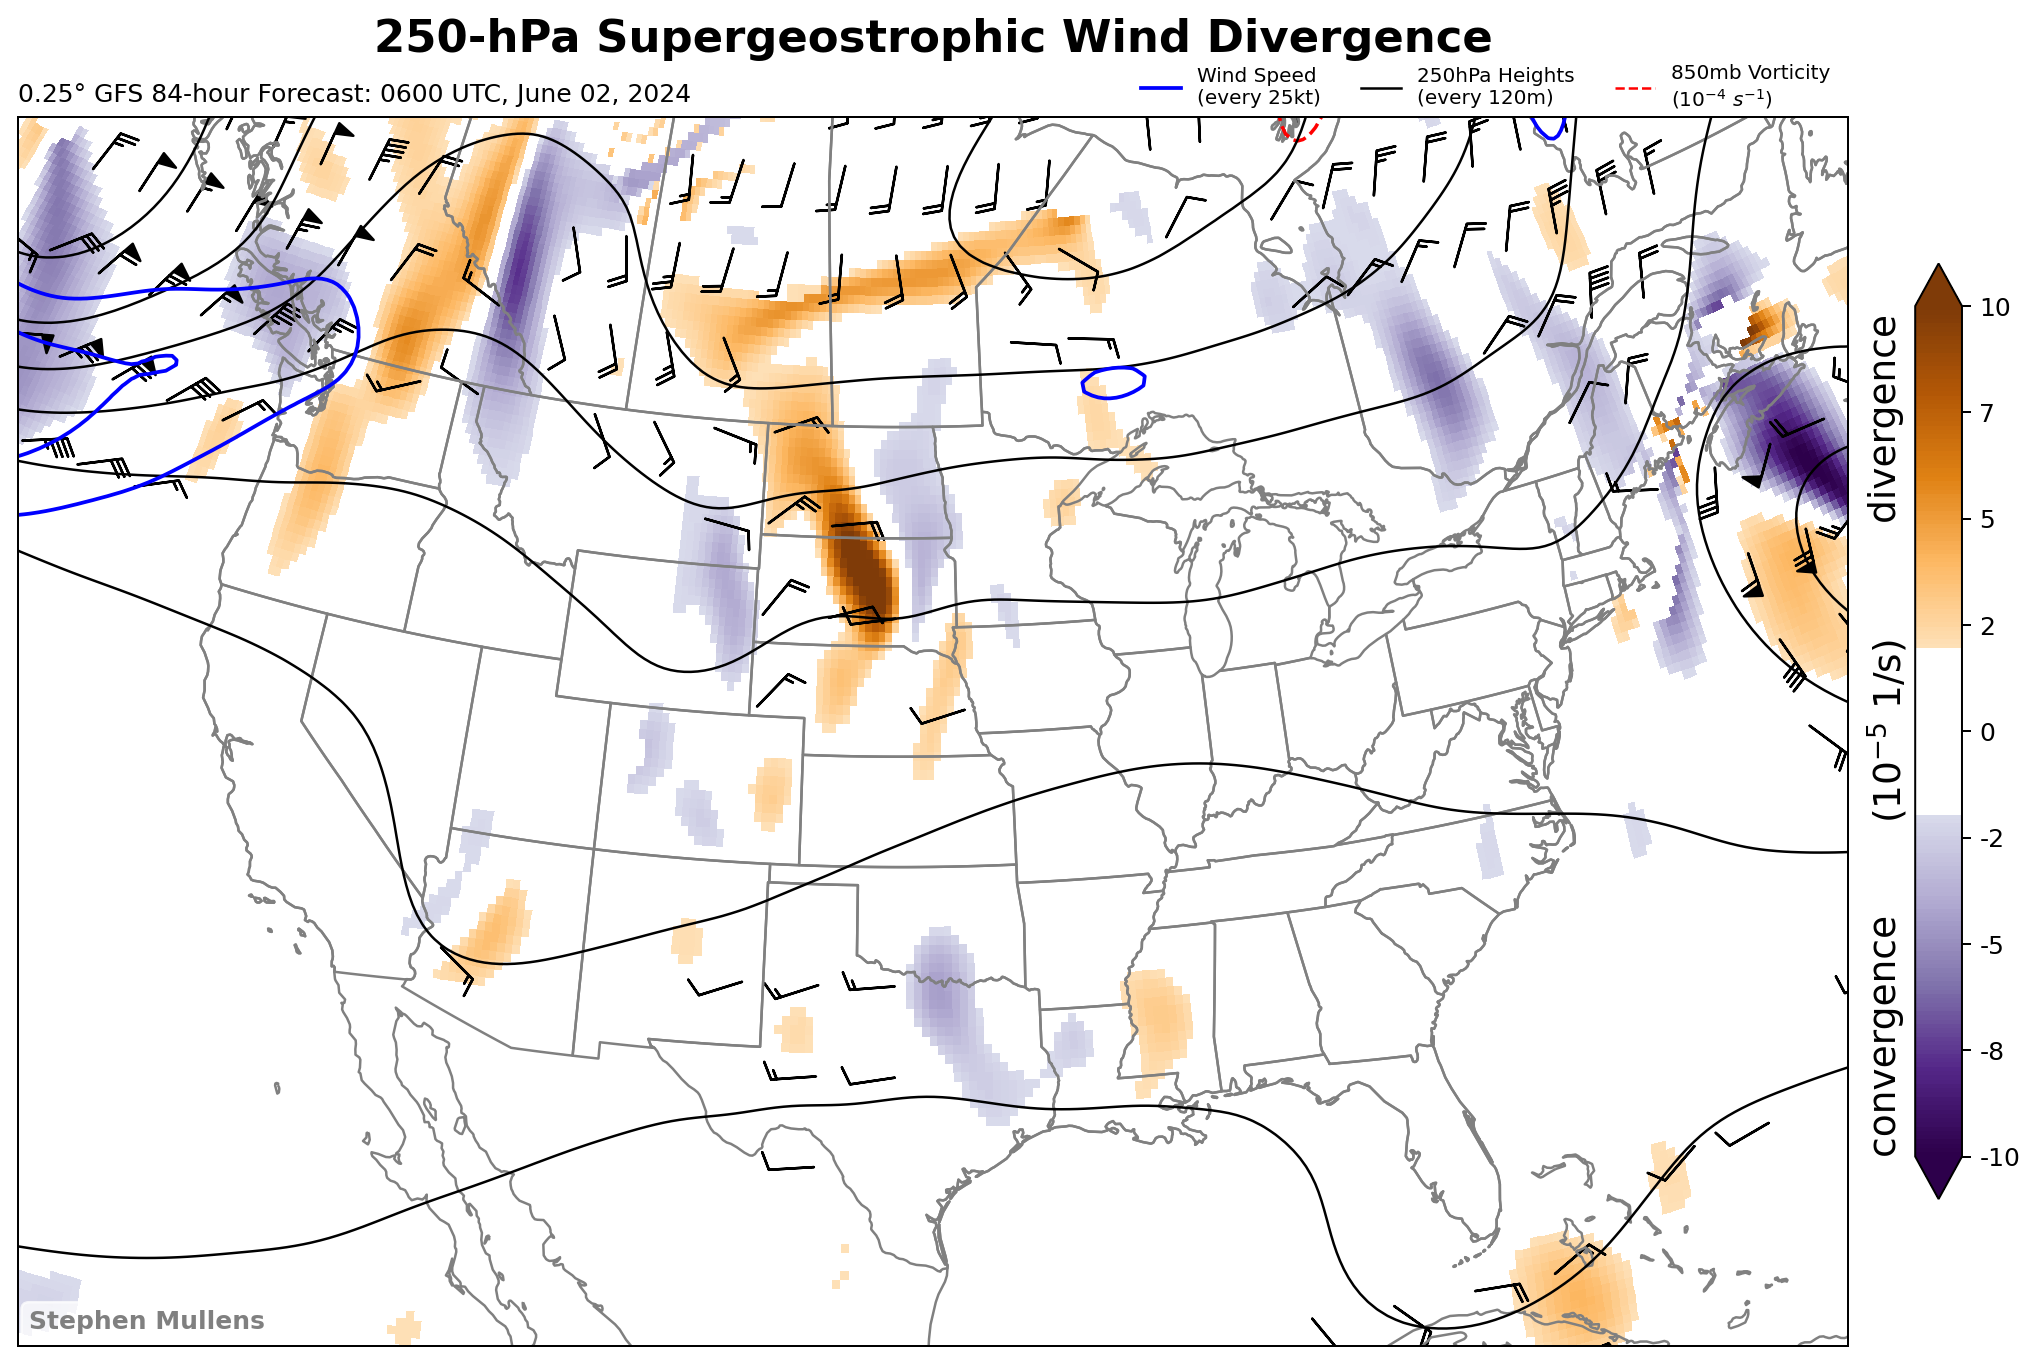 250-hPa Supergeostrophic Wind Divergence
0.25° GFS 84-hour Forecast: 0600 UTC, June 02, 2024
Wind Speed
(every 25kt)
250hPa Heights
(every 120m)
850mb Vorticity
(10⁻⁴ s⁻¹)
10
7
5
2
0
-2
-5
-8
-10
convergence (10⁻⁵ 1/s) divergence
Stephen Mullens